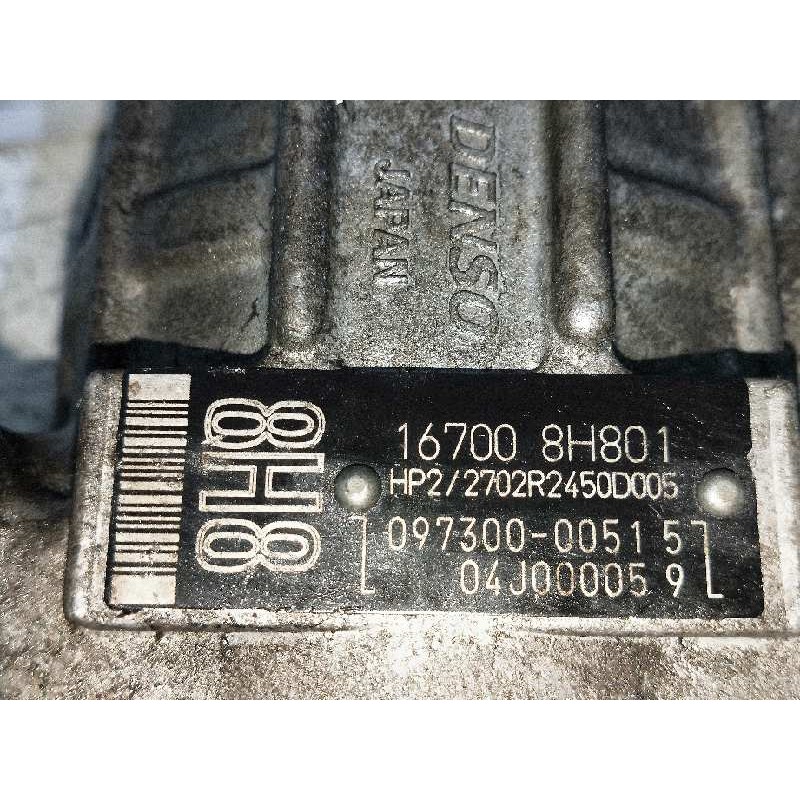 DENSO
JAPAN
8H8
16700 8H801
HP2/2702R2450D005
097300-0051 5
04J00005 9